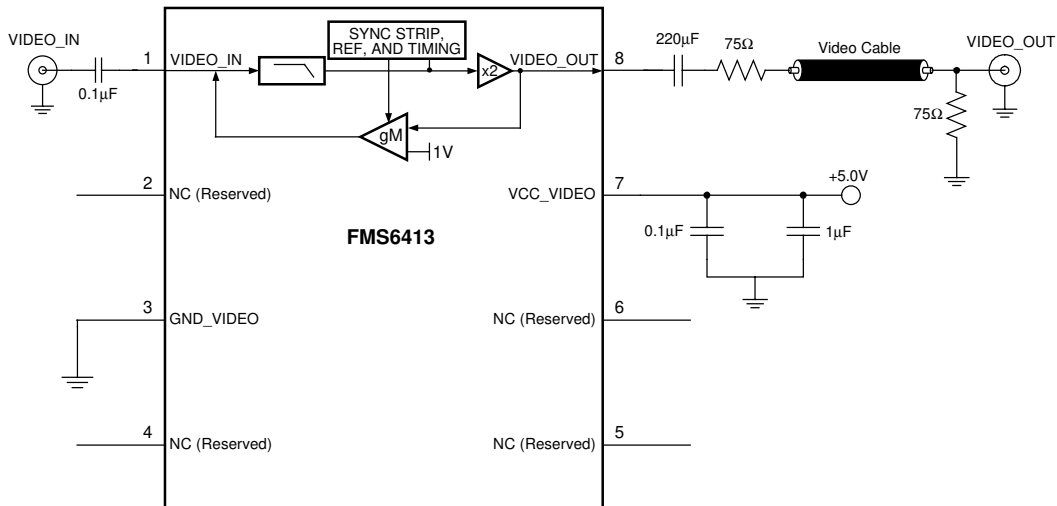 VIDEO_IN
0.1µF
1
VIDEO_IN
SYNC STRIP,
REF, AND TIMING
x2
VIDEO_OUT
8
gM
1V
220µF
75Ω
Video Cable
VIDEO_OUT
75Ω
2
NC (Reserved)
VCC_VIDEO
7
+5.0V
0.1µF
1µF
FMS6413
3
GND_VIDEO
NC (Reserved)
6
4
NC (Reserved)
NC (Reserved)
5